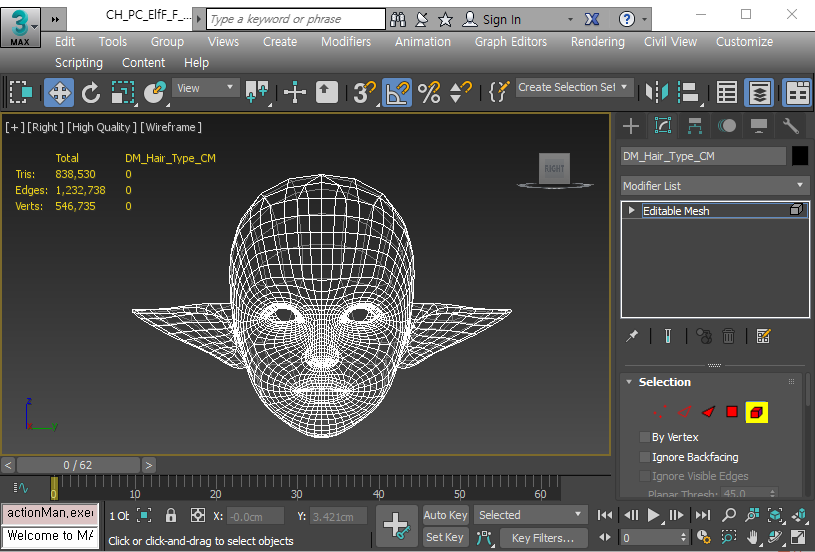 3
MAX
CH_PC_ElfF_F_...
Type a keyword or phrase
Sign In
Edit Tools Group Views Create Modifiers Animation Graph Editors Rendering Civil View Customize
Scripting Content Help
View
3
Create Selection Set
[+] [Right] [High Quality ] [Wireframe ]
Total DM_Hair_Type_CM
Tris: 838,530 0
Edges: 1,232,738 0
Verts: 546,735 0
RIGHT
z
y
DM_Hair_Type_CM
Modifier List
Editable Mesh
Selection
By Vertex
Ignore Backfacing
Ignore Visible Edges
Planar Thresh: 45.0
< 0 / 62 >
0 10 20 30 40 50 60
actionMan,exec
Welcome to MA
1 Ob
X: -0.0cm Y: 3.421cm
Click or click-and-drag to select objects
Auto Key Selected
Set Key Key Filters...
0